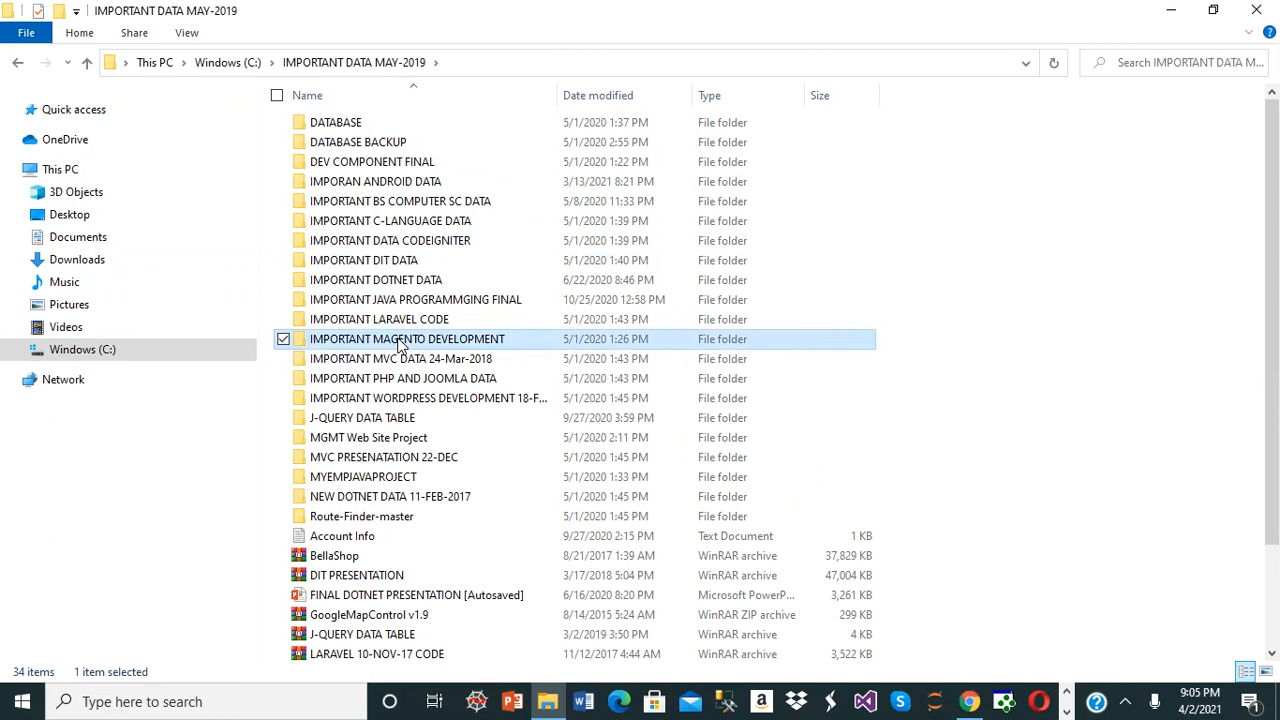 IMPORTANT DATA MAY-2019
File Home Share View
This PC Windows (C:) IMPORTANT DATA MAY-2019 Search IMPORTANT DATA M...
Name Date modified Type Size
Quick access
OneDrive
This PC
3D Objects
Desktop
Documents
Downloads
Music
Pictures
Videos
Windows (C:)
Network
DATABASE 5/1/2020 1:37 PM File folder
DATABASE BACKUP 5/1/2020 2:55 PM File folder
DEV COMPONENT FINAL 5/1/2020 1:22 PM File folder
IMPORAN ANDROID DATA 3/13/2021 8:21 PM File folder
IMPORTANT BS COMPUTER SC DATA 5/8/2020 11:33 PM File folder
IMPORTANT C-LANGUAGE DATA 5/1/2020 1:39 PM File folder
IMPORTANT DATA CODEIGNITER 5/1/2020 1:39 PM File folder
IMPORTANT DIT DATA 5/1/2020 1:40 PM File folder
IMPORTANT DOTNET DATA 6/22/2020 8:46 PM File folder
IMPORTANT JAVA PROGRAMMGING FINAL 10/25/2020 12:58 PM File folder
IMPORTANT LARAVEL CODE 5/1/2020 1:43 PM File folder
IMPORTANT MAGENTO DEVELOPMENT 5/1/2020 1:26 PM File folder
IMPORTANT MVC DATA 24-Mar-2018 5/1/2020 1:43 PM File folder
IMPORTANT PHP AND JOOMLA DATA 5/1/2020 1:43 PM File folder
IMPORTANT WORDPRESS DEVELOPMENT 18-F... 5/1/2020 1:45 PM File folder
J-QUERY DATA TABLE 9/27/2020 3:59 PM File folder
MGMT Web Site Project 5/1/2020 2:11 PM File folder
MVC PRESENATATION 22-DEC 5/1/2020 1:45 PM File folder
MYEMPJAVAPROJECT 5/1/2020 1:33 PM File folder
NEW DOTNET DATA 11-FEB-2017 5/1/2020 1:45 PM File folder
Route-Finder-master 5/1/2020 1:45 PM File folder
Account Info 9/27/2020 2:15 PM Text Document 1 KB
BellaShop 8/21/2017 1:39 AM WinRAR archive 37,829 KB
DIT PRESENTATION 3/17/2018 5:04 PM WinRAR archive 47,004 KB
FINAL DOTNET PRESENTATION [Autosaved] 6/16/2020 8:20 PM Microsoft PowerP... 3,261 KB
GoogleMapControl v1.9 8/14/2015 5:24 AM WinRAR ZIP archive 299 KB
J-QUERY DATA TABLE 3/2/2019 3:50 PM WinRAR archive 4 KB
LARAVEL 10-NOV-17 CODE 11/12/2017 4:44 AM WinRAR archive 3,522 KB
34 items 1 item selected
Type here to search
9:05 PM
4/2/2021